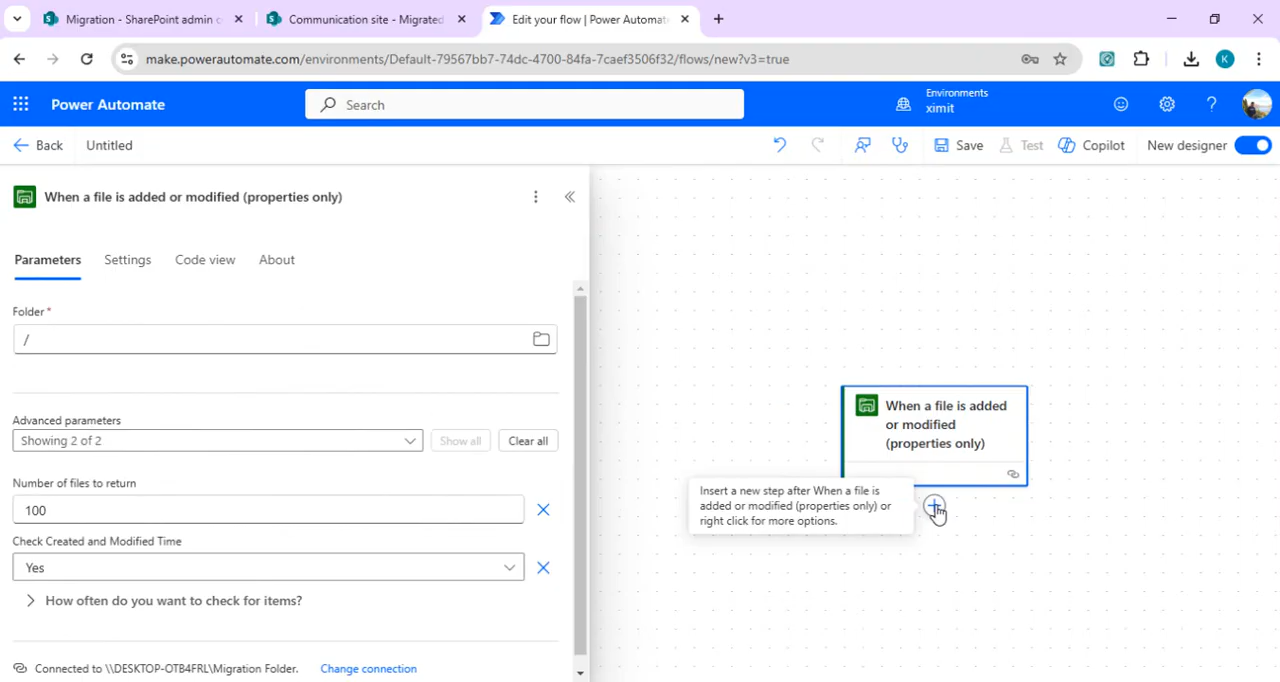 Migration - SharePoint admin c
Communication site - Migrated
Edit your flow | Power Automat
make.powerautomate.com/environments/Default-79567bb7-74dc-4700-84fa-7caef3506f32/flows/new?v3=true
K
Power Automate
Search
Environments
ximit
Back
Untitled
Save
Test
Copilot
New designer
When a file is added or modified (properties only)
Parameters
Settings
Code view
About
Folder*
/
Advanced parameters
Showing 2 of 2
Show all
Clear all
Number of files to return
100
Check Created and Modified Time
Yes
How often do you want to check for items?
Connected to \\DESKTOP-OTB4FRL\Migration Folder.
Change connection
When a file is added
or modified
(properties only)
Insert a new step after When a file is
added or modified (properties only) or
right click for more options.